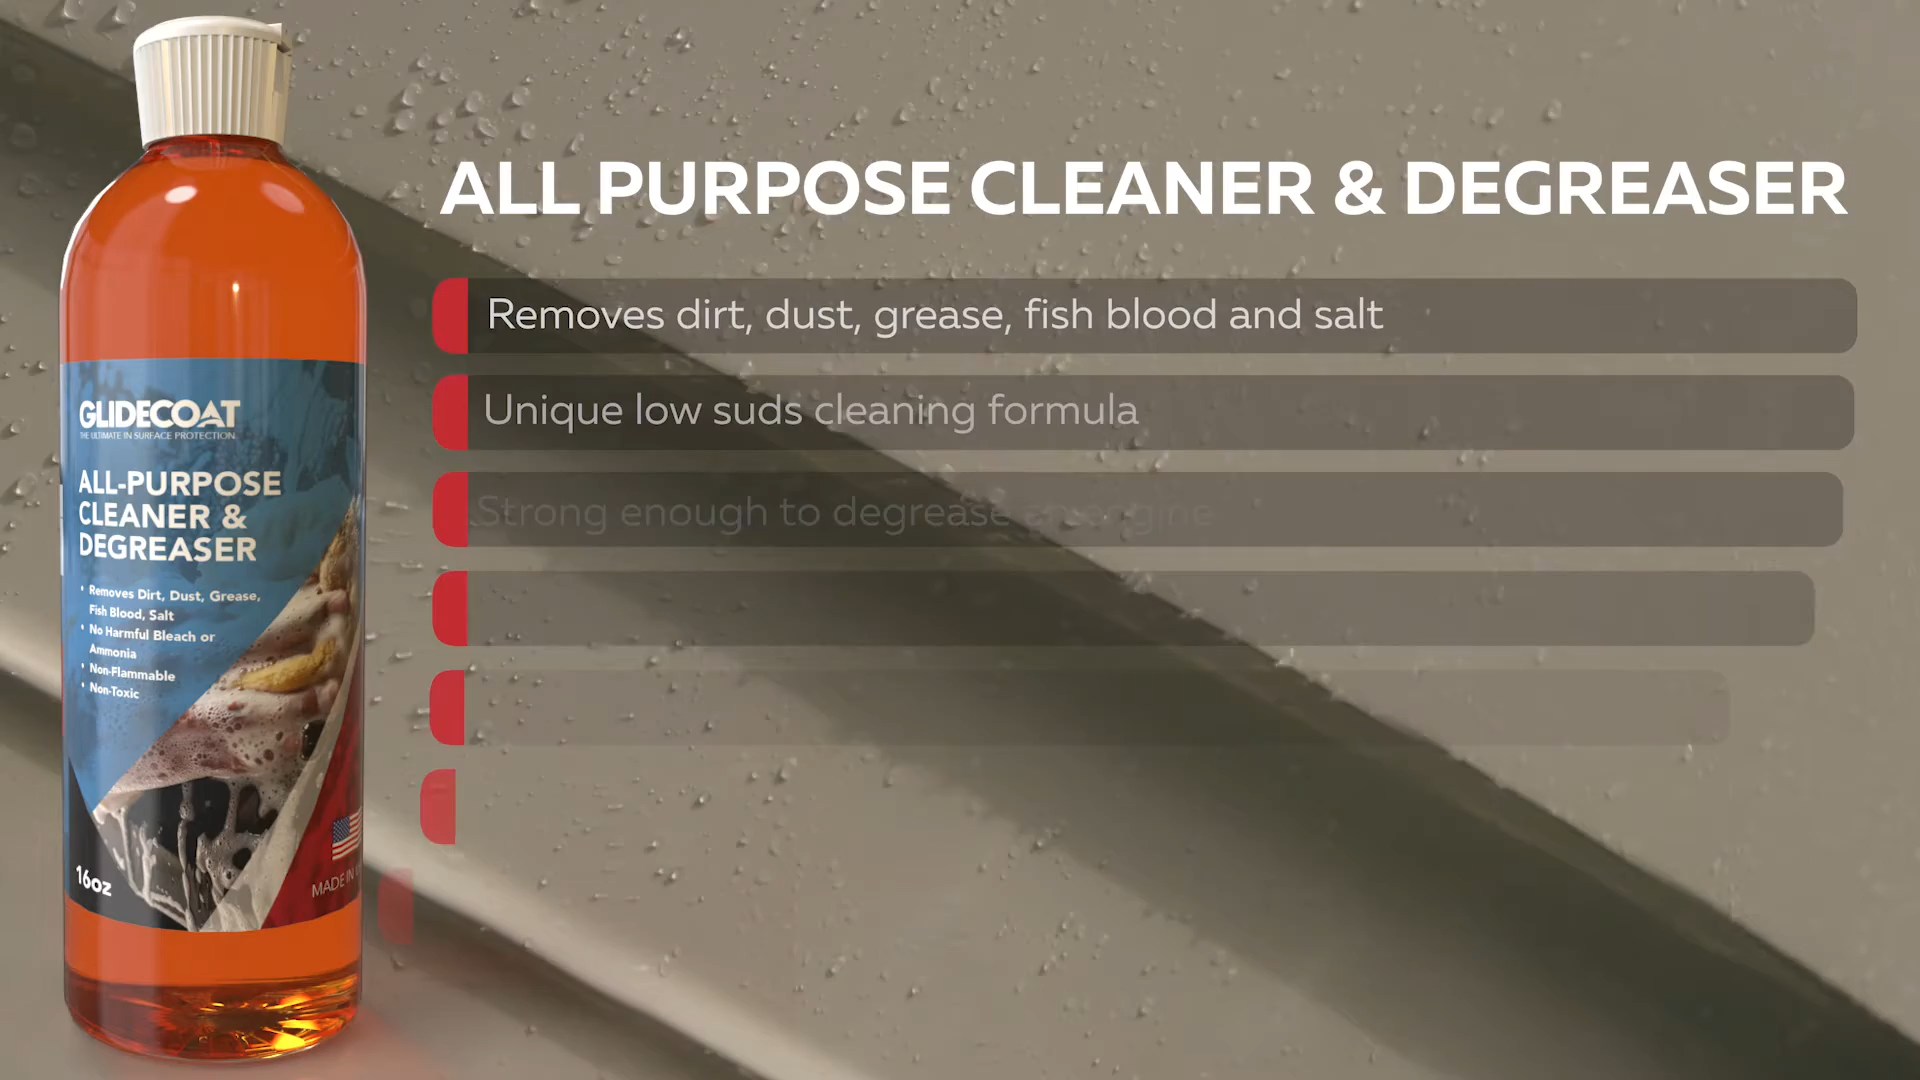 ALL PURPOSE CLEANER & DEGREASER
Removes dirt, dust, grease, fish blood and salt
Unique low suds cleaning formula
Strong enough to degrease an engine
GLIDECOAT
THE ULTIMATE IN SURFACE PROTECTION
ALL-PURPOSE
CLEANER &
DEGREASER
• Removes Dirt, Dust, Grease,
Fish Blood, Salt
• No Harmful Bleach or
Ammonia
• Non-Flammable
• Non-Toxic
16oz
MADE IN